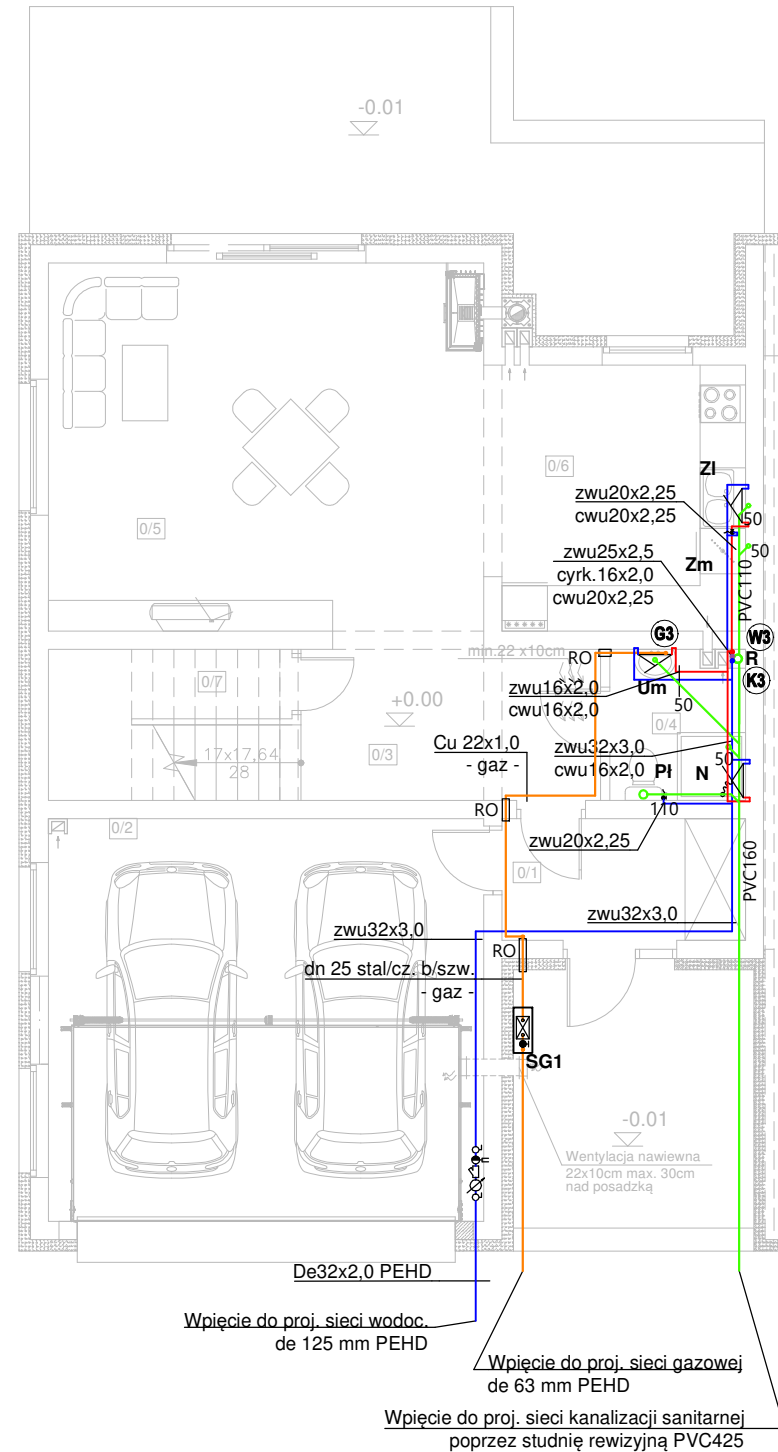 -0.01
0/6
Zl
zwu20x2,25
cwu20x2,25
50
0/5
50
zwu25x2,5
cyrk.16x2,0
cwu20x2,25
Zm
PVC110
G3
W3
min.22 x10cm
RO
R
K3
0/7
Um
zwu16x2,0
cwu16x2,0
50
+0.00
0/4
17x17,64
28
0/3
Cu 22x1,0
- gaz -
zwu32x3,0
cwu16x2,0
50
Pł
N
RO
110
0/2
zwu20x2,25
0/1
PVC160
zwu32x3,0
zwu32x3,0
RO
dn 25 stal/cz. b/szw.
- gaz -
SG1
-0.01
Wentylacja nawiewna
22x10cm max. 30cm
nad posadzką
De32x2,0 PEHD
Wpięcie do proj. sieci wodoc.
de 125 mm PEHD
Wpięcie do proj. sieci gazowej
de 63 mm PEHD
Wpięcie do proj. sieci kanalizacji sanitarnej
poprzez studnię rewizyjną PVC425